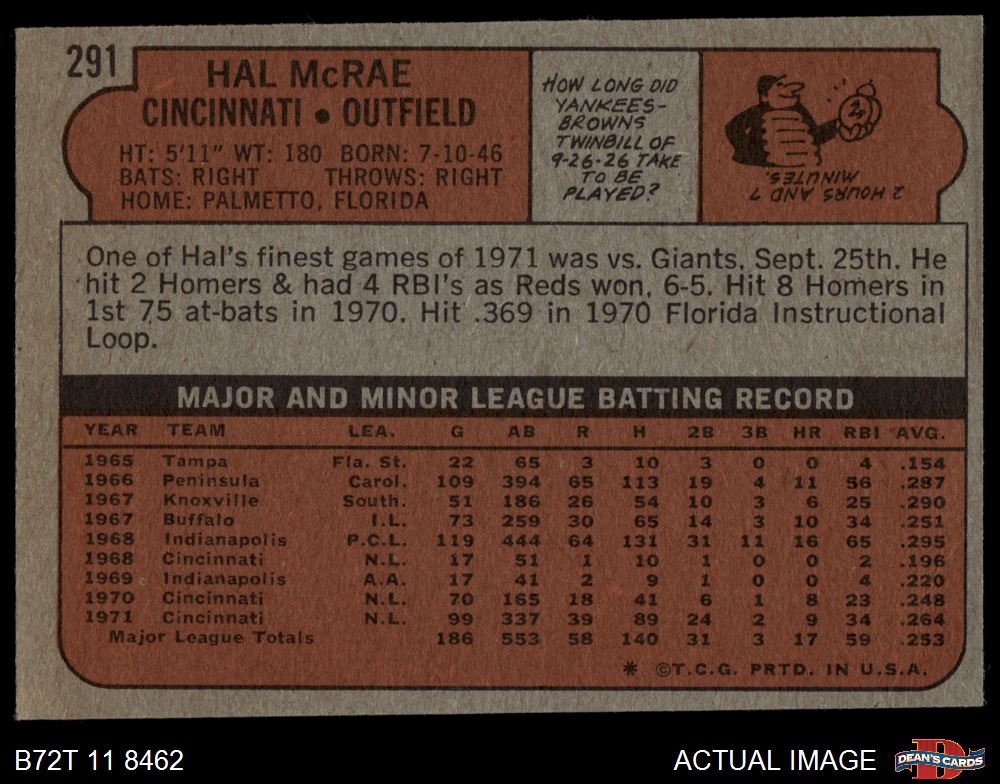 291
HAL McRAE
CINCINNATI • OUTFIELD
HT: 5'11" WT: 180 BORN: 7-10-46
BATS: RIGHT THROWS: RIGHT
HOME: PALMETTO, FLORIDA
HOW LONG DID
YANKEES-
BROWNS
TWINBILL OF
9-26-26 TAKE
TO BE
PLAYED?
2 HOURS AND 7
MINUTES.
One of Hal's finest games of 1971 was vs. Giants, Sept. 25th. He
hit 2 Homers & had 4 RBI's as Reds won, 6-5. Hit 8 Homers in
1st 75 at-bats in 1970. Hit .369 in 1970 Florida Instructional
Loop.
MAJOR AND MINOR LEAGUE BATTING RECORD
YEAR TEAM LEA. G AB R H 2B 3B HR RBI AVG.
1965 Tampa Fla. St. 22 65 3 10 3 0 0 4 .154
1966 Peninsula Carol. 109 394 65 113 19 4 11 56 .287
1967 Knoxville South. 51 186 26 54 10 3 6 25 .290
1967 Buffalo I.L. 73 259 30 65 14 3 10 34 .251
1968 Indianapolis P.C.L. 119 444 64 131 31 11 16 65 .295
1968 Cincinnati N.L. 17 51 1 10 1 0 0 2 .196
1969 Indianapolis A.A. 17 41 2 9 1 0 0 4 .220
1970 Cincinnati N.L. 70 165 18 41 6 1 8 23 .248
1971 Cincinnati N.L. 99 337 39 89 24 2 9 34 .264
Major League Totals 186 553 58 140 31 3 17 59 .253
* ©T.C.G. PRTD. IN U.S.A.
B72T 11 8462
ACTUAL IMAGE
DEAN'S CARDS